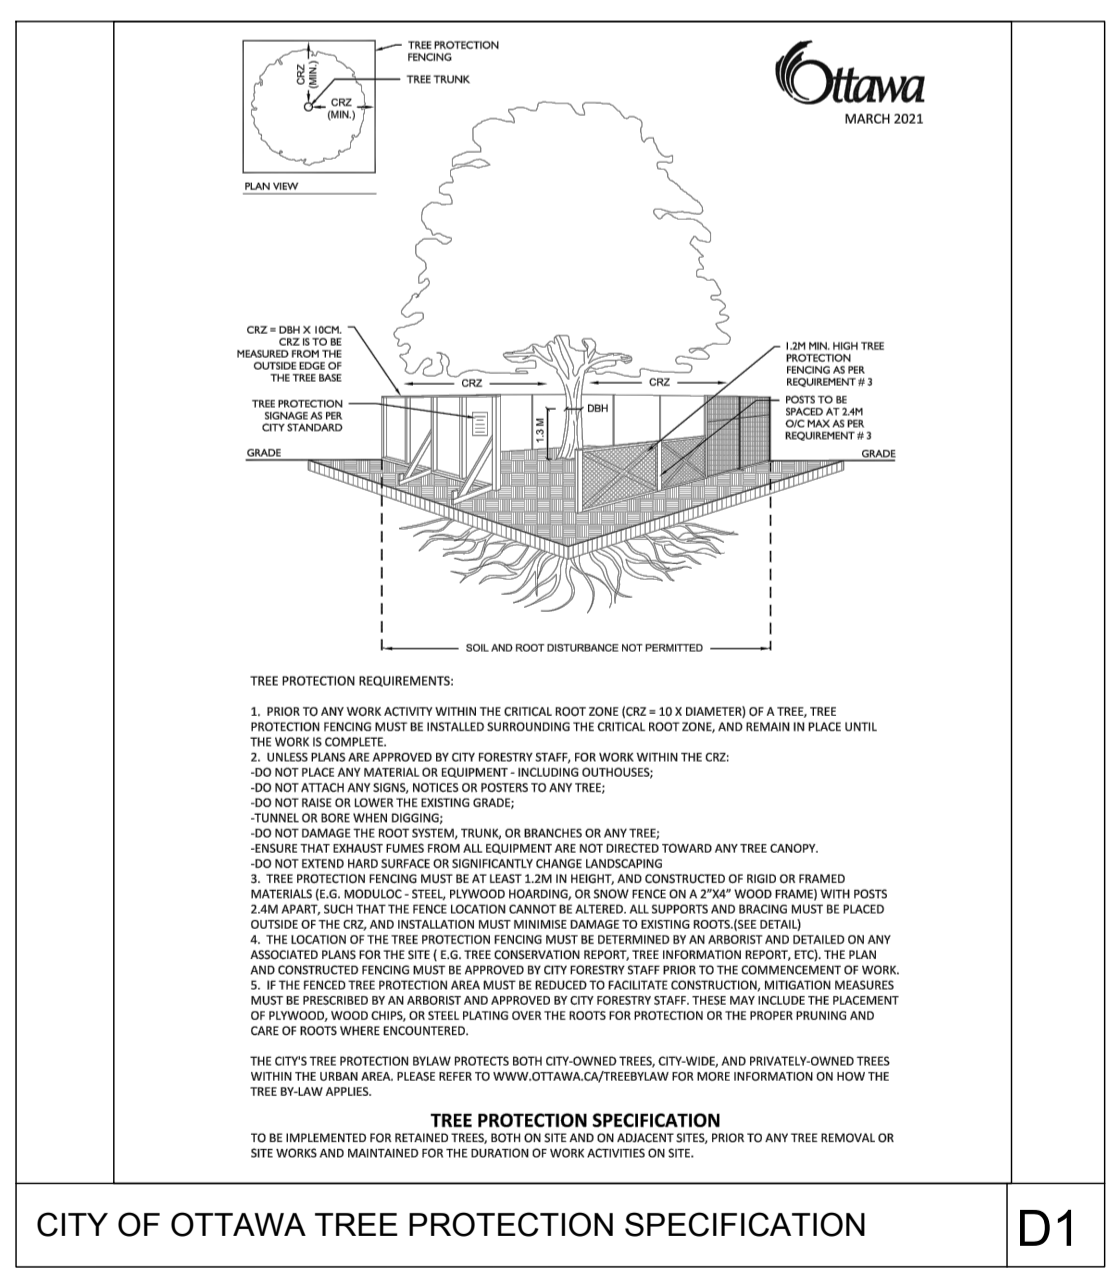 TREE PROTECTION
FENCING
TREE TRUNK
CRZ
(MIN.)
CRZ
(MIN.)
PLAN VIEW
Ottawa
MARCH 2021
CRZ = DBH X 10CM.
CRZ IS TO BE
MEASURED FROM THE
OUTSIDE EDGE OF
THE TREE BASE
TREE PROTECTION
SIGNAGE AS PER
CITY STANDARD
GRADE
CRZ
CRZ
DBH
1.3 M
1.2M MIN. HIGH TREE
PROTECTION
FENCING AS PER
REQUIREMENT # 3
POSTS TO BE
SPACED AT 2.4M
O/C MAX AS PER
REQUIREMENT # 3
GRADE
SOIL AND ROOT DISTURBANCE NOT PERMITTED
TREE PROTECTION REQUIREMENTS:
1. PRIOR TO ANY WORK ACTIVITY WITHIN THE CRITICAL ROOT ZONE (CRZ = 10 X DIAMETER) OF A TREE, TREE
PROTECTION FENCING MUST BE INSTALLED SURROUNDING THE CRITICAL ROOT ZONE, AND REMAIN IN PLACE UNTIL
THE WORK IS COMPLETE.
2. UNLESS PLANS ARE APPROVED BY CITY FORESTRY STAFF, FOR WORK WITHIN THE CRZ:
-DO NOT PLACE ANY MATERIAL OR EQUIPMENT - INCLUDING OUTHOUSES;
-DO NOT ATTACH ANY SIGNS, NOTICES OR POSTERS TO ANY TREE;
-DO NOT RAISE OR LOWER THE EXISTING GRADE;
-TUNNEL OR BORE WHEN DIGGING;
-DO NOT DAMAGE THE ROOT SYSTEM, TRUNK, OR BRANCHES OR ANY TREE;
-ENSURE THAT EXHAUST FUMES FROM ALL EQUIPMENT ARE NOT DIRECTED TOWARD ANY TREE CANOPY.
-DO NOT EXTEND HARD SURFACE OR SIGNIFICANTLY CHANGE LANDSCAPING
3. TREE PROTECTION FENCING MUST BE AT LEAST 1.2M IN HEIGHT, AND CONSTRUCTED OF RIGID OR FRAMED
MATERIALS (E.G. MODULOC - STEEL, PLYWOOD HOARDING, OR SNOW FENCE ON A 2”X4” WOOD FRAME) WITH POSTS
2.4M APART, SUCH THAT THE FENCE LOCATION CANNOT BE ALTERED. ALL SUPPORTS AND BRACING MUST BE PLACED
OUTSIDE OF THE CRZ, AND INSTALLATION MUST MINIMISE DAMAGE TO EXISTING ROOTS.(SEE DETAIL)
4. THE LOCATION OF THE TREE PROTECTION FENCING MUST BE DETERMINED BY AN ARBORIST AND DETAILED ON ANY
ASSOCIATED PLANS FOR THE SITE ( E.G. TREE CONSERVATION REPORT, TREE INFORMATION REPORT, ETC). THE PLAN
AND CONSTRUCTED FENCING MUST BE APPROVED BY CITY FORESTRY STAFF PRIOR TO THE COMMENCEMENT OF WORK.
5. IF THE FENCED TREE PROTECTION AREA MUST BE REDUCED TO FACILITATE CONSTRUCTION, MITIGATION MEASURES
MUST BE PRESCRIBED BY AN ARBORIST AND APPROVED BY CITY FORESTRY STAFF. THESE MAY INCLUDE THE PLACEMENT
OF PLYWOOD, WOOD CHIPS, OR STEEL PLATING OVER THE ROOTS FOR PROTECTION OR THE PROPER PRUNING AND
CARE OF ROOTS WHERE ENCOUNTERED.
THE CITY'S TREE PROTECTION BYLAW PROTECTS BOTH CITY-OWNED TREES, CITY-WIDE, AND PRIVATELY-OWNED TREES
WITHIN THE URBAN AREA. PLEASE REFER TO WWW.OTTAWA.CA/TREEBYLAW FOR MORE INFORMATION ON HOW THE
TREE BY-LAW APPLIES.
TREE PROTECTION SPECIFICATION
TO BE IMPLEMENTED FOR RETAINED TREES, BOTH ON SITE AND ON ADJACENT SITES, PRIOR TO ANY TREE REMOVAL OR
SITE WORKS AND MAINTAINED FOR THE DURATION OF WORK ACTIVITIES ON SITE.
CITY OF OTTAWA TREE PROTECTION SPECIFICATION
D1